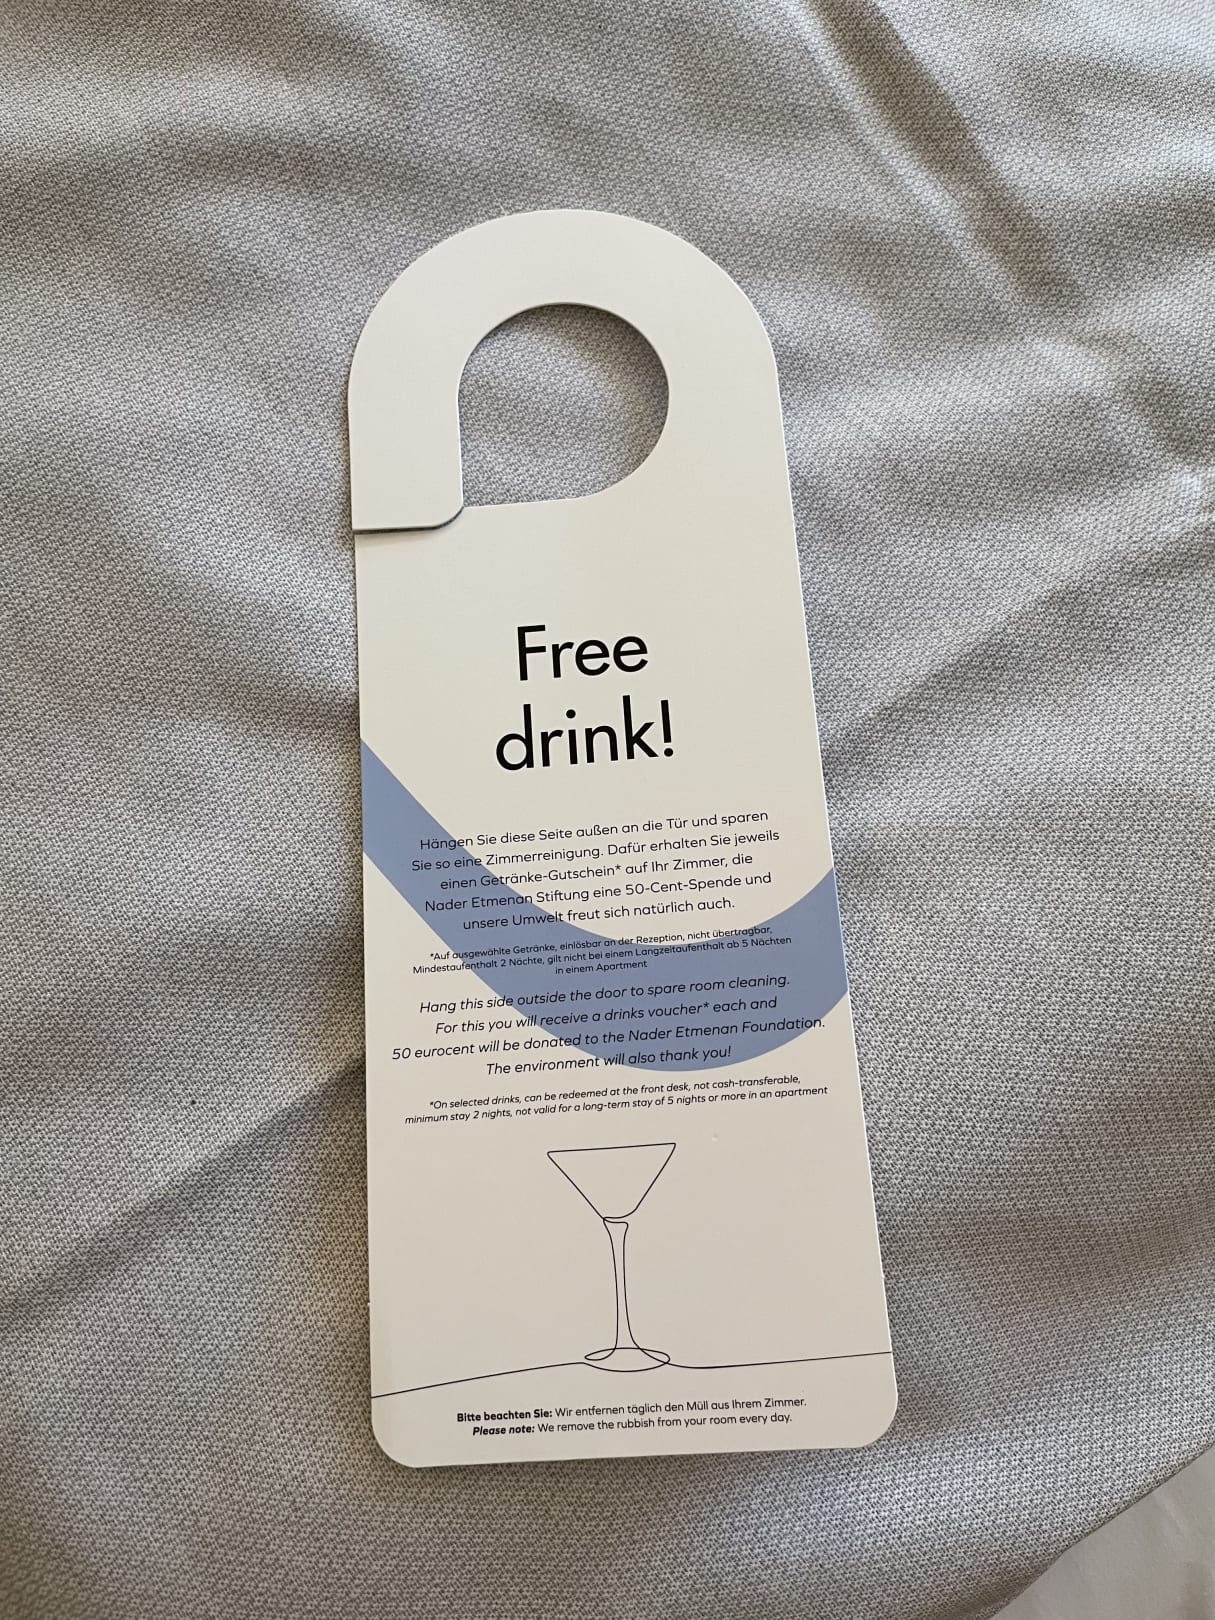 Free
drink!
Hängen Sie diese Seite außen an die Tür und sparen
Sie so eine Zimmerreinigung. Dafür erhalten Sie jeweils
einen Getränke-Gutschein* auf Ihr Zimmer, die
Nader Etmenan Stiftung eine 50-Cent-Spende und
unsere Umwelt freut sich natürlich auch.
*Auf ausgewählte Getränke, einlösbar an der Rezeption, nicht übertragbar,
Mindestaufenthalt 2 Nächte, gilt nicht bei einem Langzeitaufenthalt ab 5 Nächten
in einem Apartment
Hang this side outside the door to spare room cleaning.
For this you will receive a drinks voucher* each and
50 eurocent will be donated to the Nader Etmenan Foundation.
The environment will also thank you!
*On selected drinks, can be redeemed at the front desk, not cash-transferable,
minimum stay 2 nights, not valid for a long-term stay of 5 nights or more in an apartment
Bitte beachten Sie: Wir entfernen täglich den Müll aus Ihrem Zimmer.
Please note: We remove the rubbish from your room every day.